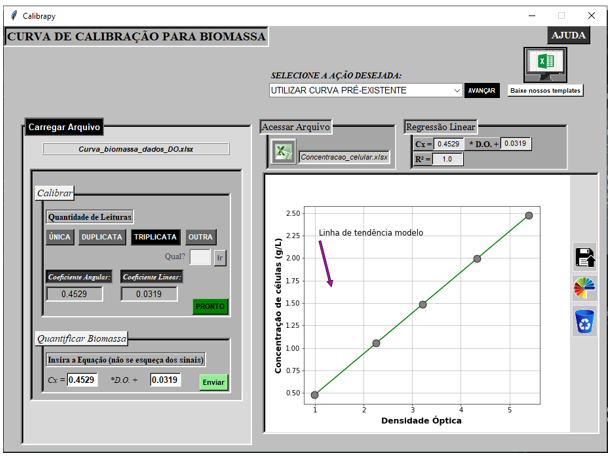 Calibrapy
CURVA DE CALIBRAÇÃO PARA BIOMASSA
AJUDA
SELECIONE A AÇÃO DESEJADA:
UTILIZAR CURVA PRÉ-EXISTENTE
AVANÇAR
Baixe nossos templates
Carregar Arquivo
Curva_biomassa_dados_DO.xlsx
Acessar Arquivo
Concentracao_celular.xlsx
Regressão Linear
Cx = 0.4529 * D.O. + 0.0319
R² = 1.0
Calibrar
Quantidade de Leituras
ÚNICA DUPLICATA TRIPLICATA OUTRA
Qual? Ir
Coeficiente Angular: Coeficiente Linear:
0.4529 0.0319
PRONTO
Quantificar Biomassa
Insira a Equação (não se esqueça dos sinais)
Cx = 0.4529 *D.O. + 0.0319 Enviar
Concentração de células (g/L)
2.50
2.25
2.00
1.75
1.50
1.25
1.00
0.75
0.50
Linha de tendência modelo
1 2 3 4 5
Densidade Óptica